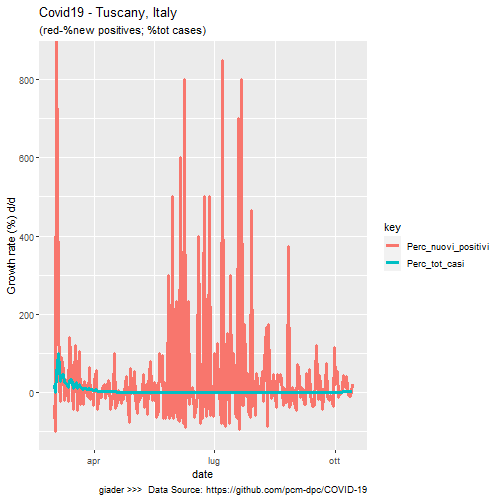 Covid19 - Tuscany, Italy
(red-%new positives; %tot cases)
Growth rate (%) d/d
800
600
400
200
0
apr
lug
ott
date
key
Perc_nuovi_positivi
Perc_tot_casi
giader >>> Data Source: https://github.com/pcm-dpc/COVID-19